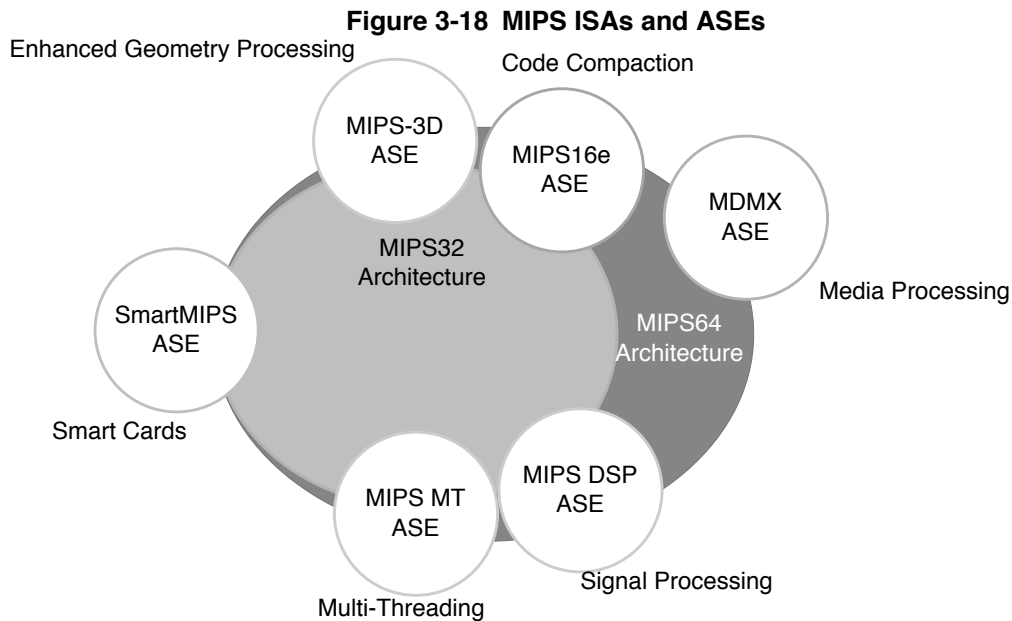 Figure 3-18 MIPS ISAs and ASEs
Enhanced Geometry Processing
Code Compaction
MIPS-3D
ASE
MIPS16e
ASE
MDMX
ASE
Media Processing
MIPS32
Architecture
MIPS64
Architecture
SmartMIPS
ASE
Smart Cards
MIPS MT
ASE
Multi-Threading
MIPS DSP
ASE
Signal Processing